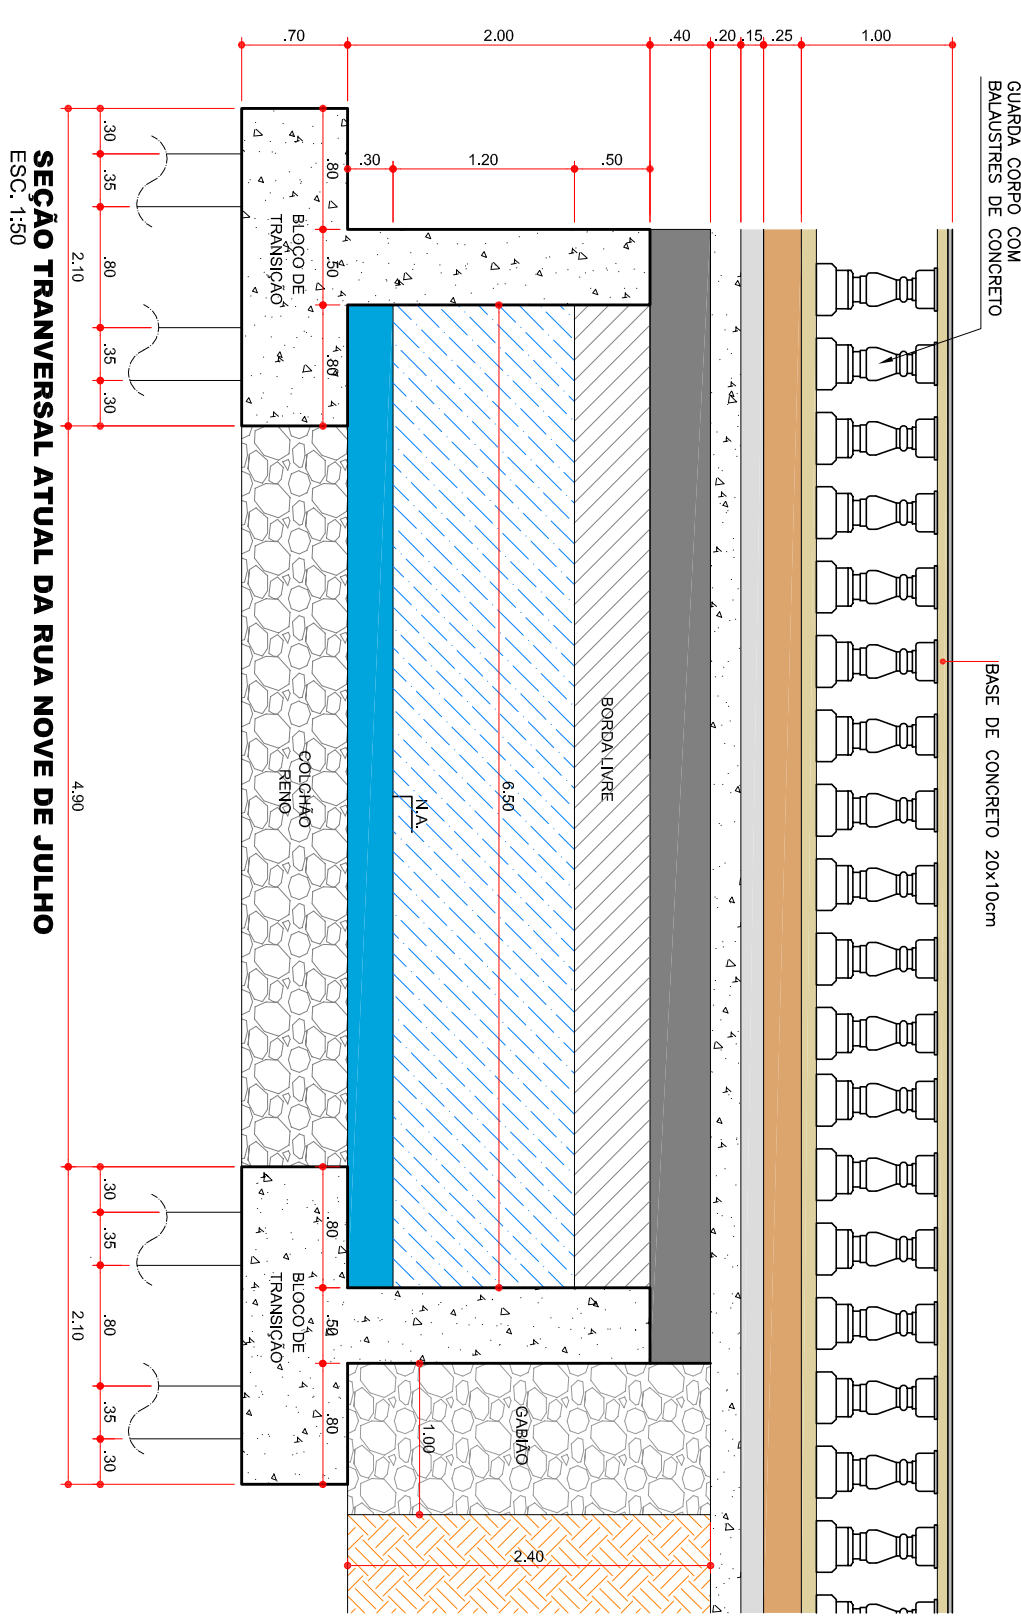 GUARDA CORPO COM
BALAUSTRES DE CONCRETO
BASE DE CONCRETO 20x10cm
1.00
.25
.15
.20
.40
2.00
.70
.50
1.20
.30
BORDA LIVRE
6.50
N.A.
GABIÃO
1.00
2.40
.80
.50
.80
.80
.50
.80
BLOCO DE
TRANSIÇÃO
COLCHÃO
RENO
BLOCO DE
TRANSIÇÃO
.30
.35
.80
.35
.30
.30
.35
.80
.35
.30
2.10
4.90
2.10
SEÇÃO TRANVERSAL ATUAL DA RUA NOVE DE JULHO
ESC. 1:50